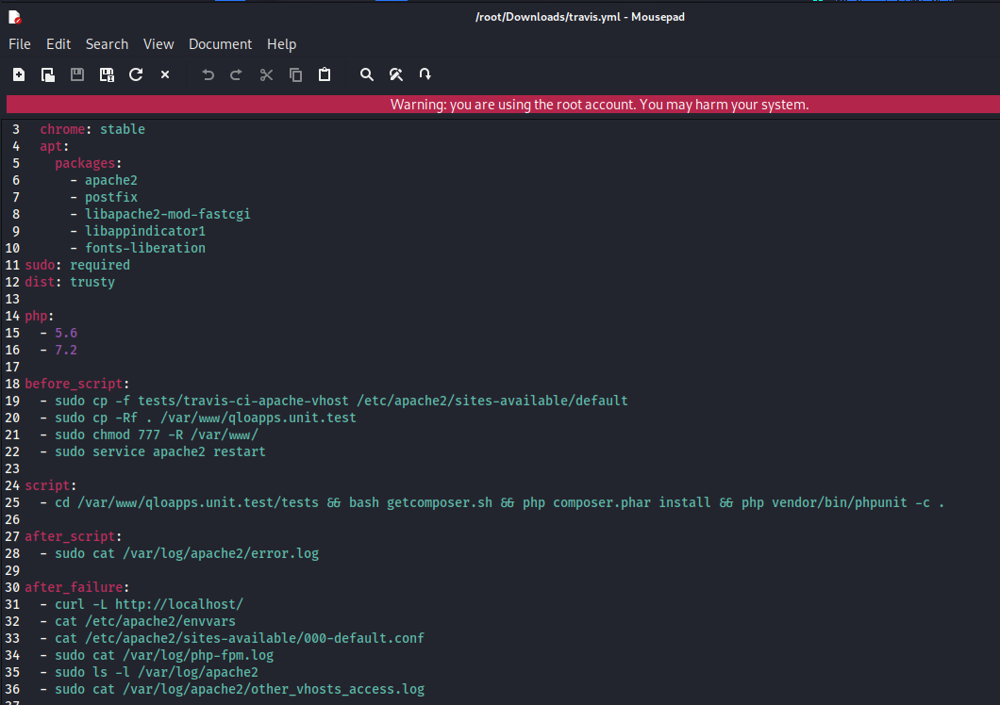 /root/Downloads/travis.yml - Mousepad
File Edit Search View Document Help
Warning: you are using the root account. You may harm your system.
3 chrome: stable
4 apt:
5 packages:
6 - apache2
7 - postfix
8 - libapache2-mod-fastcgi
9 - libappindicator1
10 - fonts-liberation
11 sudo: required
12 dist: trusty
13
14 php:
15 - 5.6
16 - 7.2
17
18 before_script:
19 - sudo cp -f tests/travis-ci-apache-vhost /etc/apache2/sites-available/default
20 - sudo cp -Rf . /var/www/qloapps.unit.test
21 - sudo chmod 777 -R /var/www/
22 - sudo service apache2 restart
23
24 script:
25 - cd /var/www/qloapps.unit.test/tests && bash getcomposer.sh && php composer.phar install && php vendor/bin/phpunit -c .
26
27 after_script:
28 - sudo cat /var/log/apache2/error.log
29
30 after_failure:
31 - curl -L http://localhost/
32 - cat /etc/apache2/envvars
33 - cat /etc/apache2/sites-available/000-default.conf
34 - sudo cat /var/log/php-fpm.log
35 - sudo ls -l /var/log/apache2
36 - sudo cat /var/log/apache2/other_vhosts_access.log
37